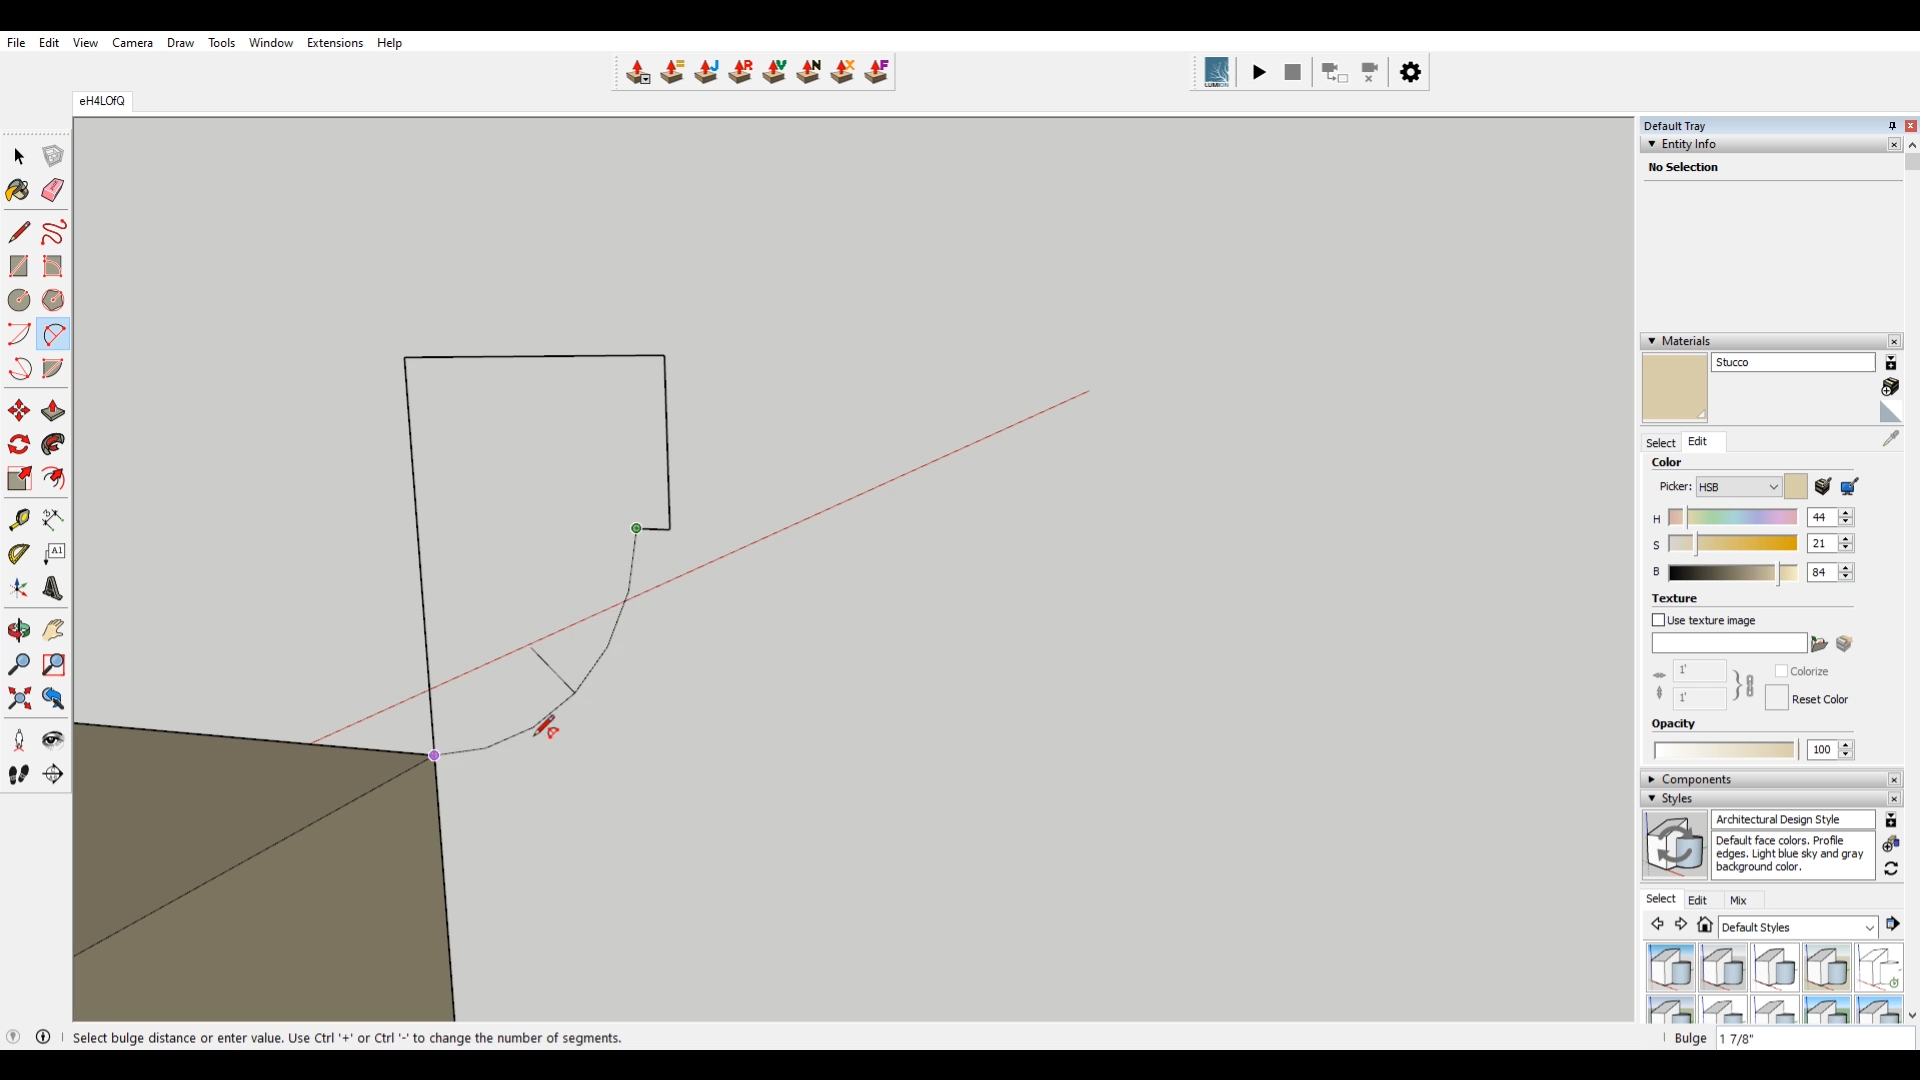 File Edit View Camera Draw Tools Window Extensions Help
= J R V N X F
LUMION
eH4LOfQ
Default Tray
Entity Info
No Selection
A1
Materials
Stucco
Select Edit
Color
Picker: HSB
H 44
S 21
B 84
Texture
Use texture image
1' Colorize
1' Reset Color
Opacity
100
Components
Styles
Architectural Design Style
Default face colors. Profile
edges. Light blue sky and gray
background color.
Select Edit Mix
Default Styles
Select bulge distance or enter value. Use Ctrl '+' or Ctrl '-' to change the number of segments. Bulge 1 7/8"